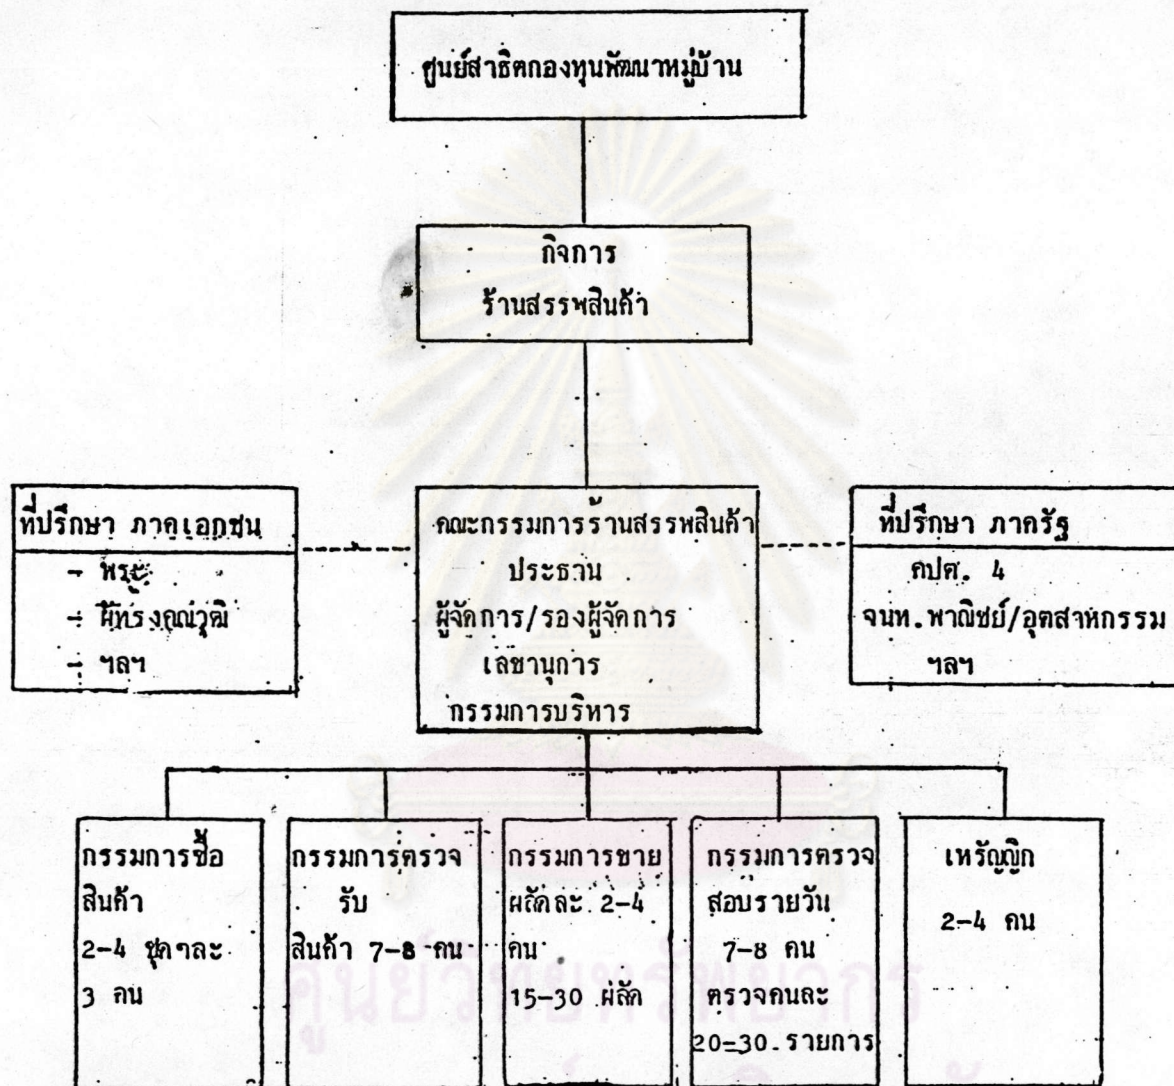 ศูนย์สาธิตกองทุนพัฒนาหมู่บ้าน
กิจการ
ร้านสรรพสินค้า
ที่ปรึกษา ภาคเอกชน
- พระ
- ผู้ทรงคุณวุฒิ
- ฯลฯ
คณะกรรมการร้านสรรพสินค้า
ประธาน
ผู้จัดการ/รองผู้จัดการ
เลขานุการ
กรรมการบริหาร
ที่ปรึกษา ภาครัฐ
คปต. 4
จนท.พาณิชย์/อุตสาหกรรม
ฯลฯ
กรรมการซื้อ
สินค้า
2-4 ชุดๆละ
3 คน
กรรมการตรวจ
รับ
สินค้า 7-8 คน
กรรมการขาย
ผลัดละ 2-4
คน
15-30 ผลัด
กรรมการตรวจ
สอบรายวัน
7-8 คน
ตรวจคนละ
20-30 รายการ
เหรัญญิก
2-4 คน
ศูนย์วิทยทรัพยากร